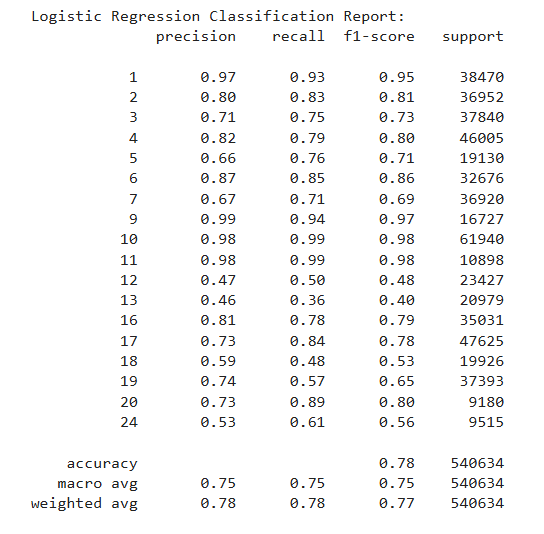 Logistic Regression Classification Report:
precision recall f1-score support
1 0.97 0.93 0.95 38470
2 0.80 0.83 0.81 36952
3 0.71 0.75 0.73 37840
4 0.82 0.79 0.80 46005
5 0.66 0.76 0.71 19130
6 0.87 0.85 0.86 32676
7 0.67 0.71 0.69 36920
9 0.99 0.94 0.97 16727
10 0.98 0.99 0.98 61940
11 0.98 0.99 0.98 10898
12 0.47 0.50 0.48 23427
13 0.46 0.36 0.40 20979
16 0.81 0.78 0.79 35031
17 0.73 0.84 0.78 47625
18 0.59 0.48 0.53 19926
19 0.74 0.57 0.65 37393
20 0.73 0.89 0.80 9180
24 0.53 0.61 0.56 9515
accuracy 0.78 540634
macro avg 0.75 0.75 0.75 540634
weighted avg 0.78 0.78 0.77 540634